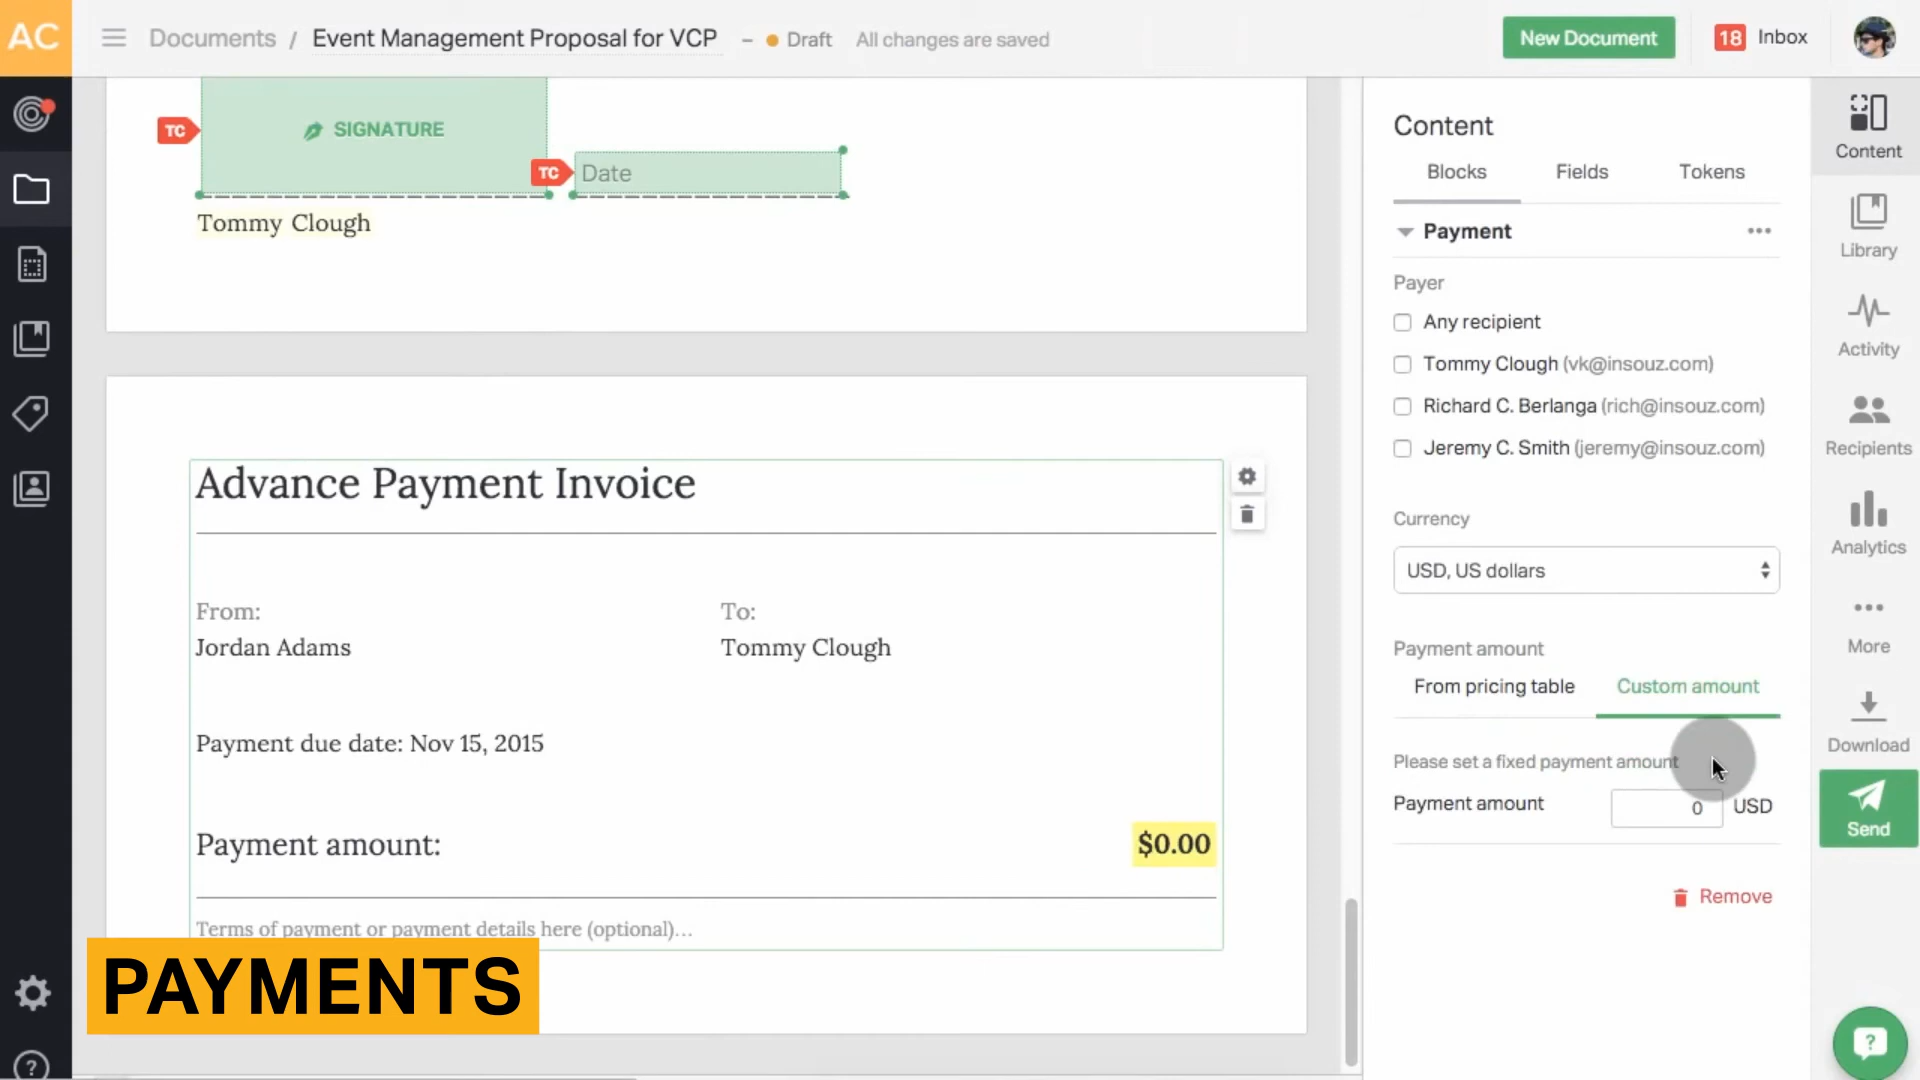 AC
Documents / Event Management Proposal for VCP – Draft All changes are saved
New Document
18 Inbox
TC
SIGNATURE
TC
Date
Tommy Clough
Advance Payment Invoice
From:
Jordan Adams
To:
Tommy Clough
Payment due date: Nov 15, 2015
Payment amount:
$0.00
Terms of payment or payment details here (optional)...
PAYMENTS
?
Content
Blocks Fields Tokens
Payment
Payer
Any recipient
Tommy Clough (vk@insouz.com)
Richard C. Berlanga (rich@insouz.com)
Jeremy C. Smith (jeremy@insouz.com)
Currency
USD, US dollars
Payment amount
From pricing table Custom amount
Please set a fixed payment amount
Payment amount 0 USD
Remove
Content
Library
Activity
Recipients
Analytics
More
Download
Send
?